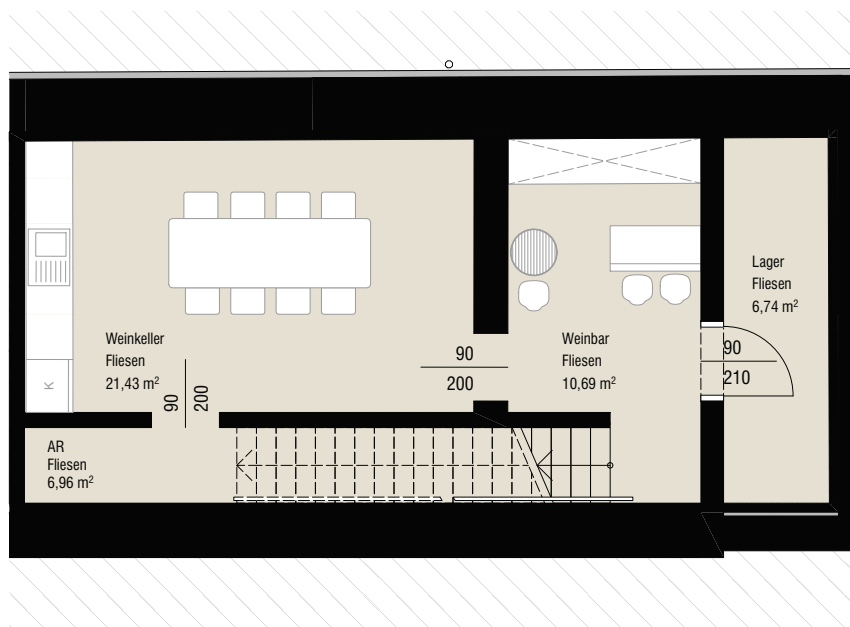 Lager
Fliesen
6,74 m²
Weinkeller
Fliesen
21,43 m²
90
200
90
200
Weinbar
Fliesen
10,69 m²
90
210
K
AR
Fliesen
6,96 m²